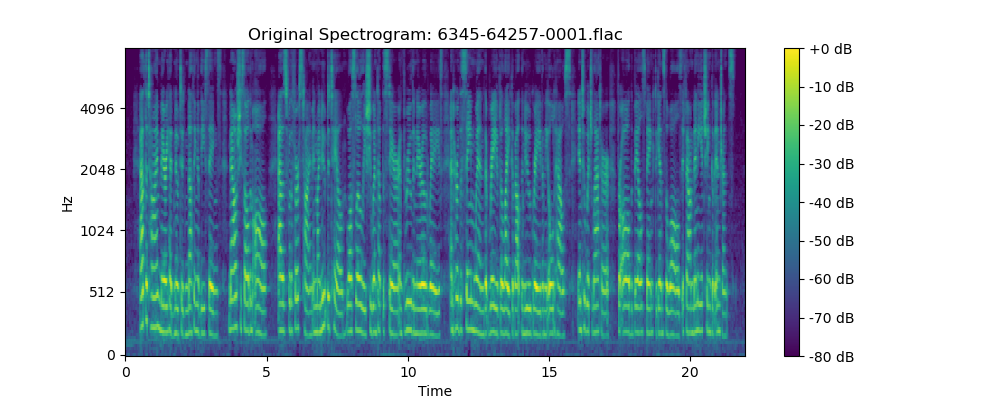 Original Spectrogram: 6345-64257-0001.flac
+0 dB
-10 dB
-20 dB
-30 dB
-40 dB
-50 dB
-60 dB
-70 dB
-80 dB
4096
2048
1024
512
0
Hz
0 5 10 15 20
Time